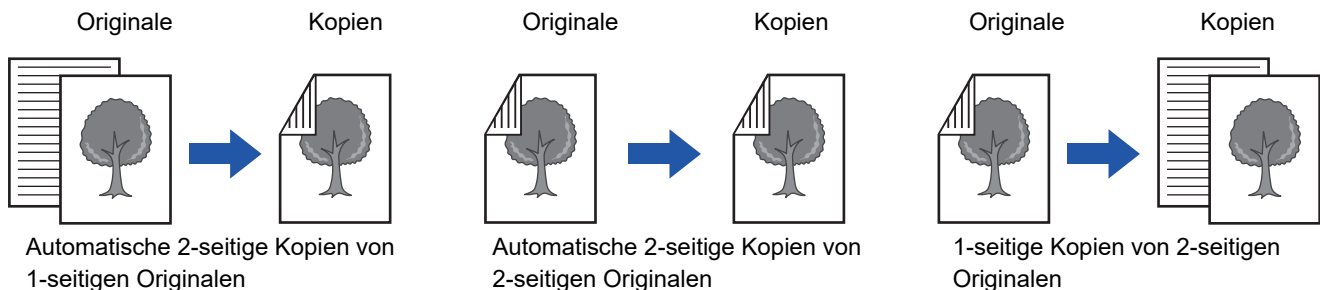 Originale Kopien Originale Kopien Originale Kopien
Automatische 2-seitige Kopien von
1-seitigen Originalen
Automatische 2-seitige Kopien von
2-seitigen Originalen
1-seitige Kopien von 2-seitigen
Originalen